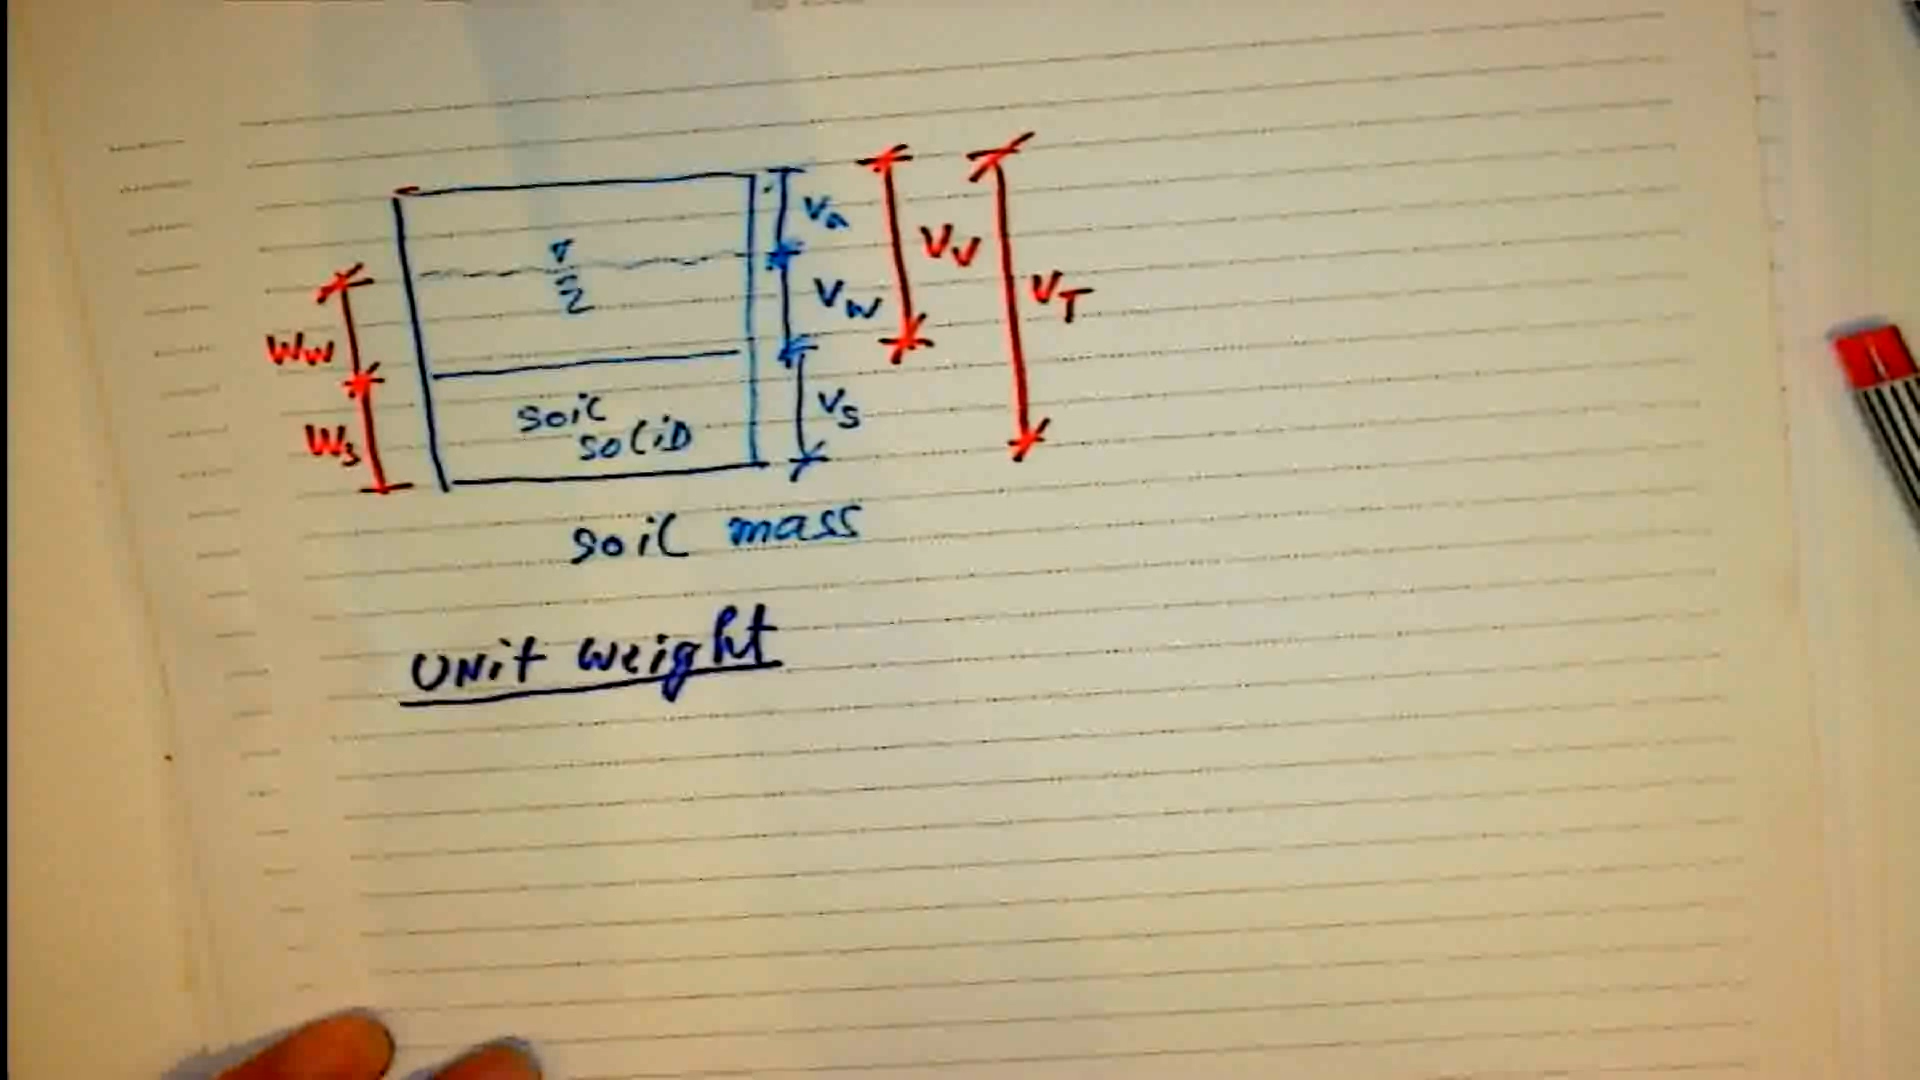 Va
Vw
Vs
Vv
VT
Ww
Ws
soil
solid
soil mass
Unit weight